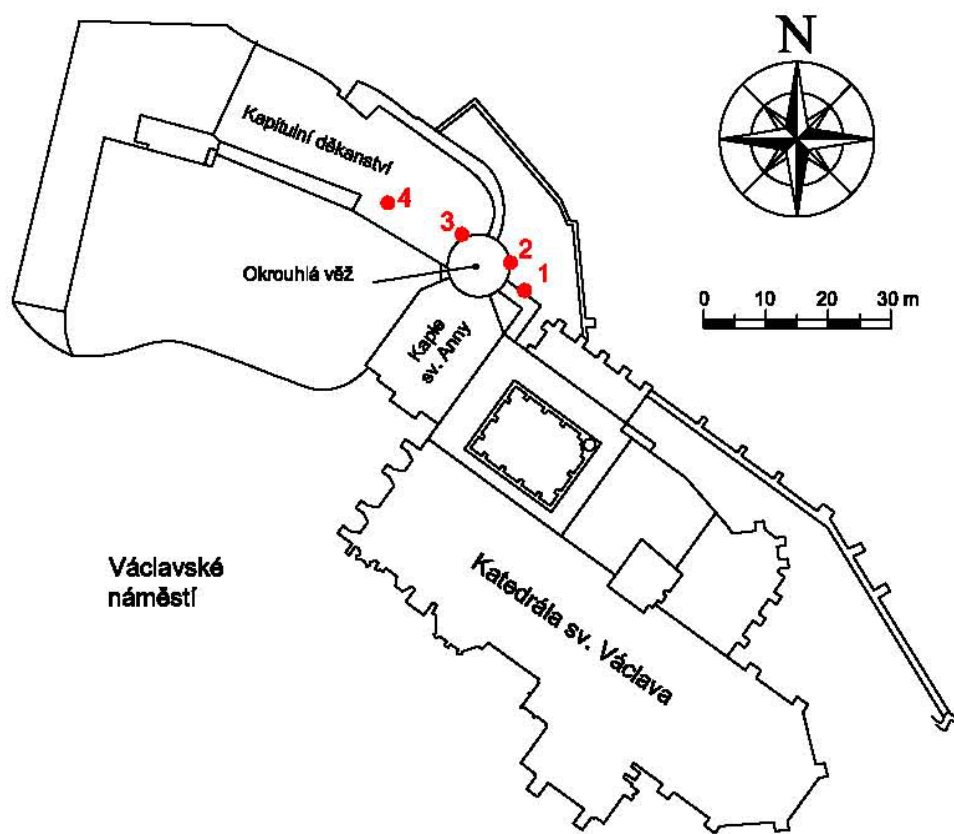 N
Kapitulní děkanství
4
3
2
1
Okrouhlá věž
0 10 20 30 m
Kaple
sv. Anny
Václavské
náměstí
Katedrála sv. Václava